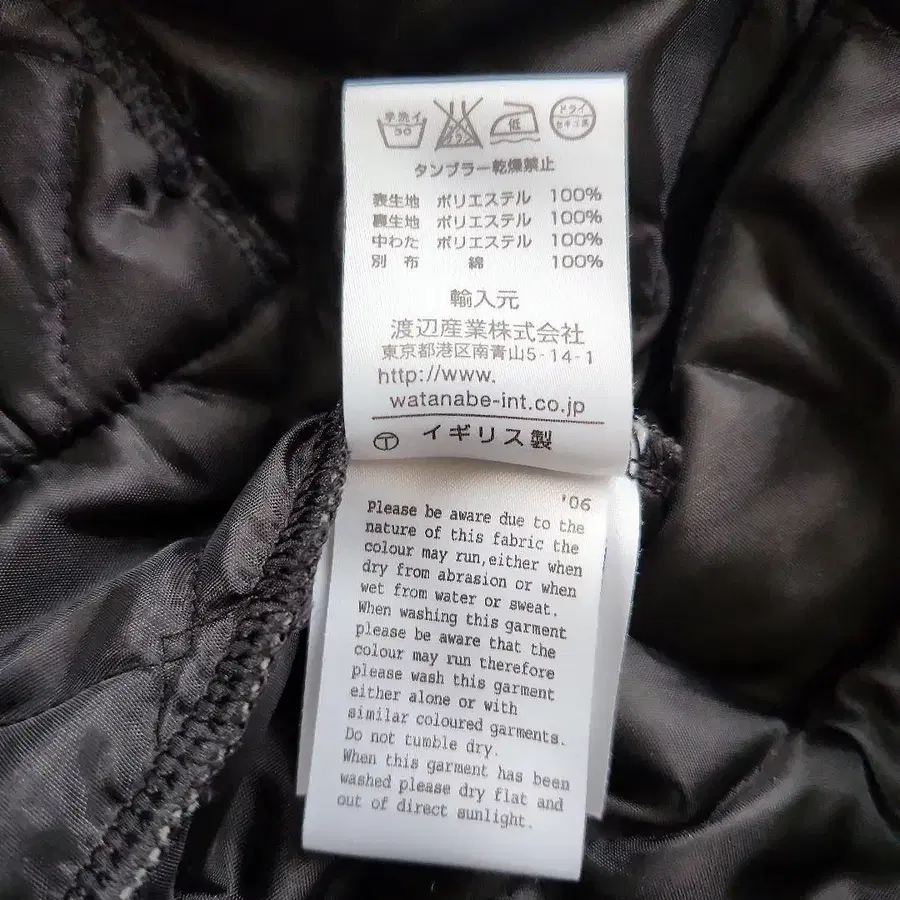 手洗イ 30 エンソサラシ 低 ドライ セキユ系
タンブラー乾燥禁止
表生地 ポリエステル 100%
裏生地 ポリエステル 100%
中わた ポリエステル 100%
別布 綿 100%
輸入元
渡辺産業株式会社
東京都港区南青山5-14-1
http://www.
watanabe-int.co.jp
Ⓣ イギリス製
'06
Please be aware due to the
nature of this fabric the
colour may run,either when
dry from abrasion or when
wet from water or sweat.
When washing this garment
please be aware that the
colour may run therefore
please wash this garment
either alone or with
similar coloured garments.
Do not tumble dry.
When this garment has been
washed please dry flat and
out of direct sunlight.